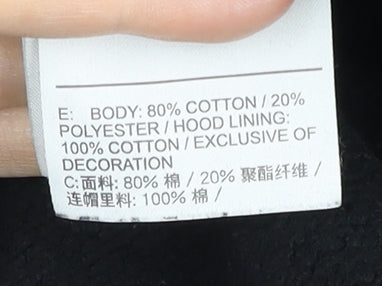 E: BODY: 80% COTTON / 20%
POLYESTER / HOOD LINING:
100% COTTON / EXCLUSIVE OF
DECORATION
C:面料: 80% 棉 / 20% 聚酯纤维 /
连帽里料: 100% 棉 /